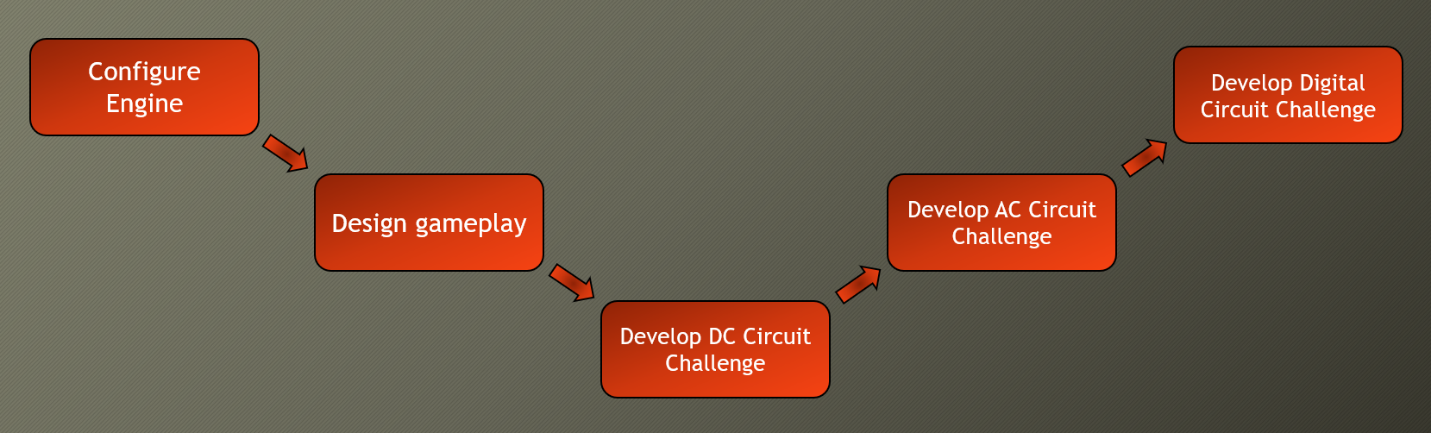 Configure
Engine
Design gameplay
Develop DC Circuit
Challenge
Develop AC Circuit
Challenge
Develop Digital
Circuit Challenge